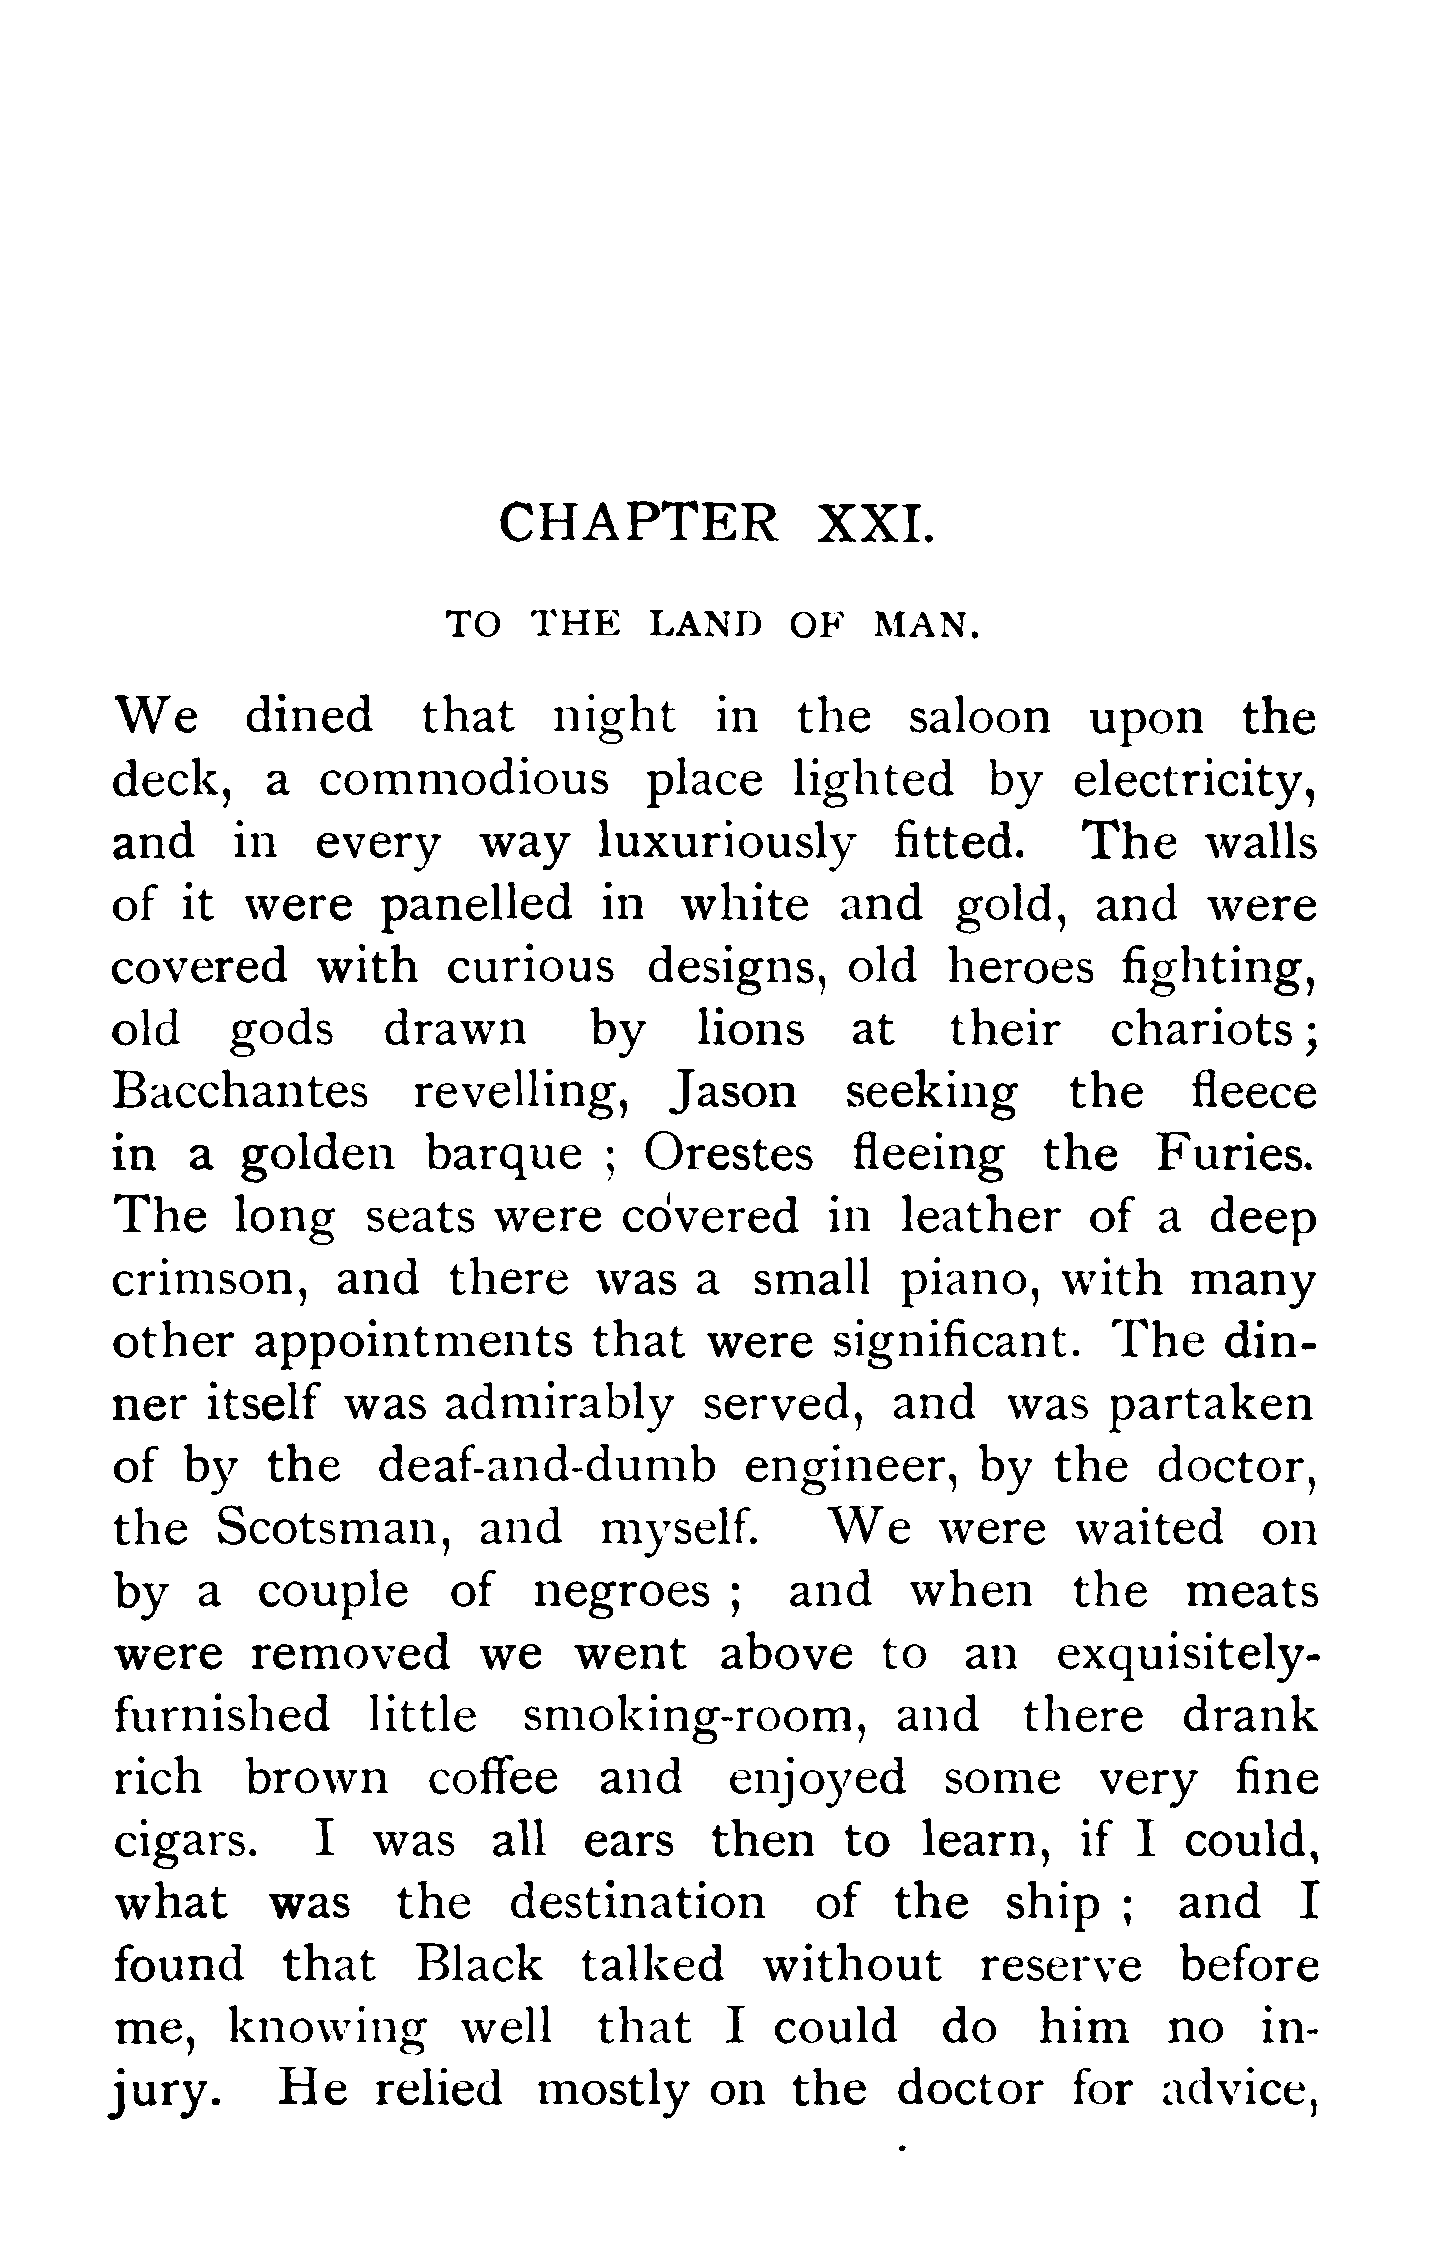 CHAPTER XXI.
TO THE LAND OF MAN.
We dined that night in the saloon upon the
deck, a commodious place lighted by electricity,
and in every way luxuriously fitted. The walls
of it were panelled in white and gold, and were
covered with curious designs, old heroes fighting,
old gods drawn by lions at their chariots;
Bacchantes revelling, Jason seeking the fleece
in a golden barque ; Orestes fleeing the Furies.
The long seats were covered in leather of a deep
crimson, and there was a small piano, with many
other appointments that were significant. The din-
ner itself was admirably served, and was partaken
of by the deaf-and-dumb engineer, by the doctor,
the Scotsman, and myself. We were waited on
by a couple of negroes ; and when the meats
were removed we went above to an exquisitely-
furnished little smoking-room, and there drank
rich brown coffee and enjoyed some very fine
cigars. I was all ears then to learn, if I could,
what was the destination of the ship ; and I
found that Black talked without reserve before
me, knowing well that I could do him no in-
jury. He relied mostly on the doctor for advice,